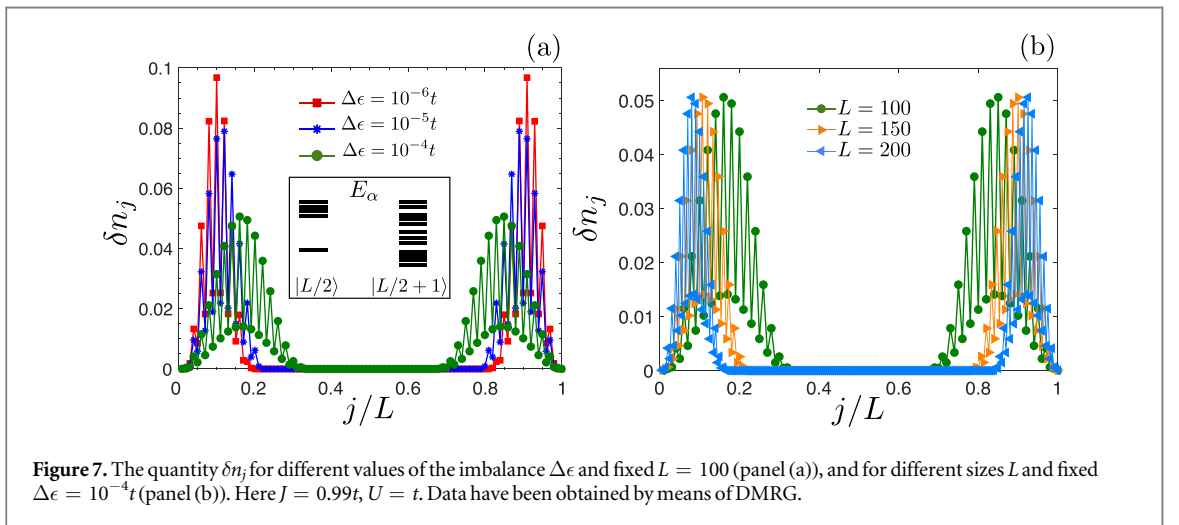 (a)
0.1
0.08
0.06
0.04
0.02
0
0
0.2
0.4
0.6
0.8
1
δn_j
j/L
Δϵ = 10⁻⁶t
Δϵ = 10⁻⁵t
Δϵ = 10⁻⁴t
E_α
|L/2⟩ |L/2 + 1⟩
(b)
0.05
0.04
0.03
0.02
0.01
0
0
0.2
0.4
0.6
0.8
1
δn_j
j/L
L = 100
L = 150
L = 200
Figure 7. The quantity δn_j for different values of the imbalance Δϵ and fixed L = 100 (panel (a)), and for different sizes L and fixed
Δϵ = 10⁻⁴t (panel (b)). Here J = 0.99t, U = t. Data have been obtained by means of DMRG.